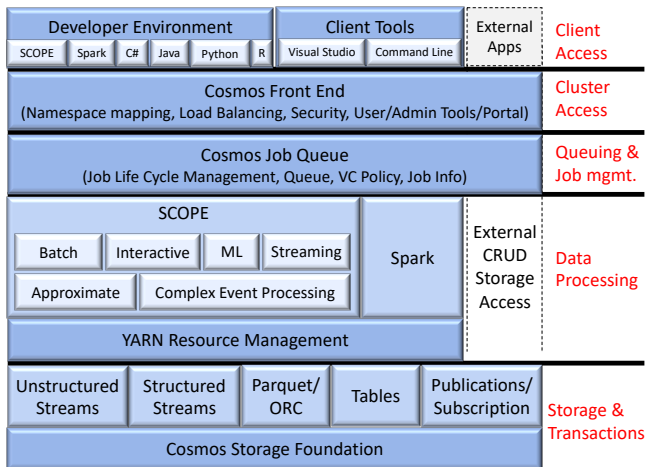 Developer Environment
SCOPE
Spark
C#
Java
Python
R
Client Tools
Visual Studio
Command Line
External
Apps
Client
Access
Cosmos Front End
(Namespace mapping, Load Balancing, Security, User/Admin Tools/Portal)
Cluster
Access
Cosmos Job Queue
(Job Life Cycle Management, Queue, VC Policy, Job Info)
Queuing &
Job mgmt.
SCOPE
Batch
Interactive
ML
Streaming
Approximate
Complex Event Processing
Spark
External
CRUD
Storage
Access
Data
Processing
YARN Resource Management
Unstructured
Streams
Structured
Streams
Parquet/
ORC
Tables
Publications/
Subscription
Storage &
Transactions
Cosmos Storage Foundation